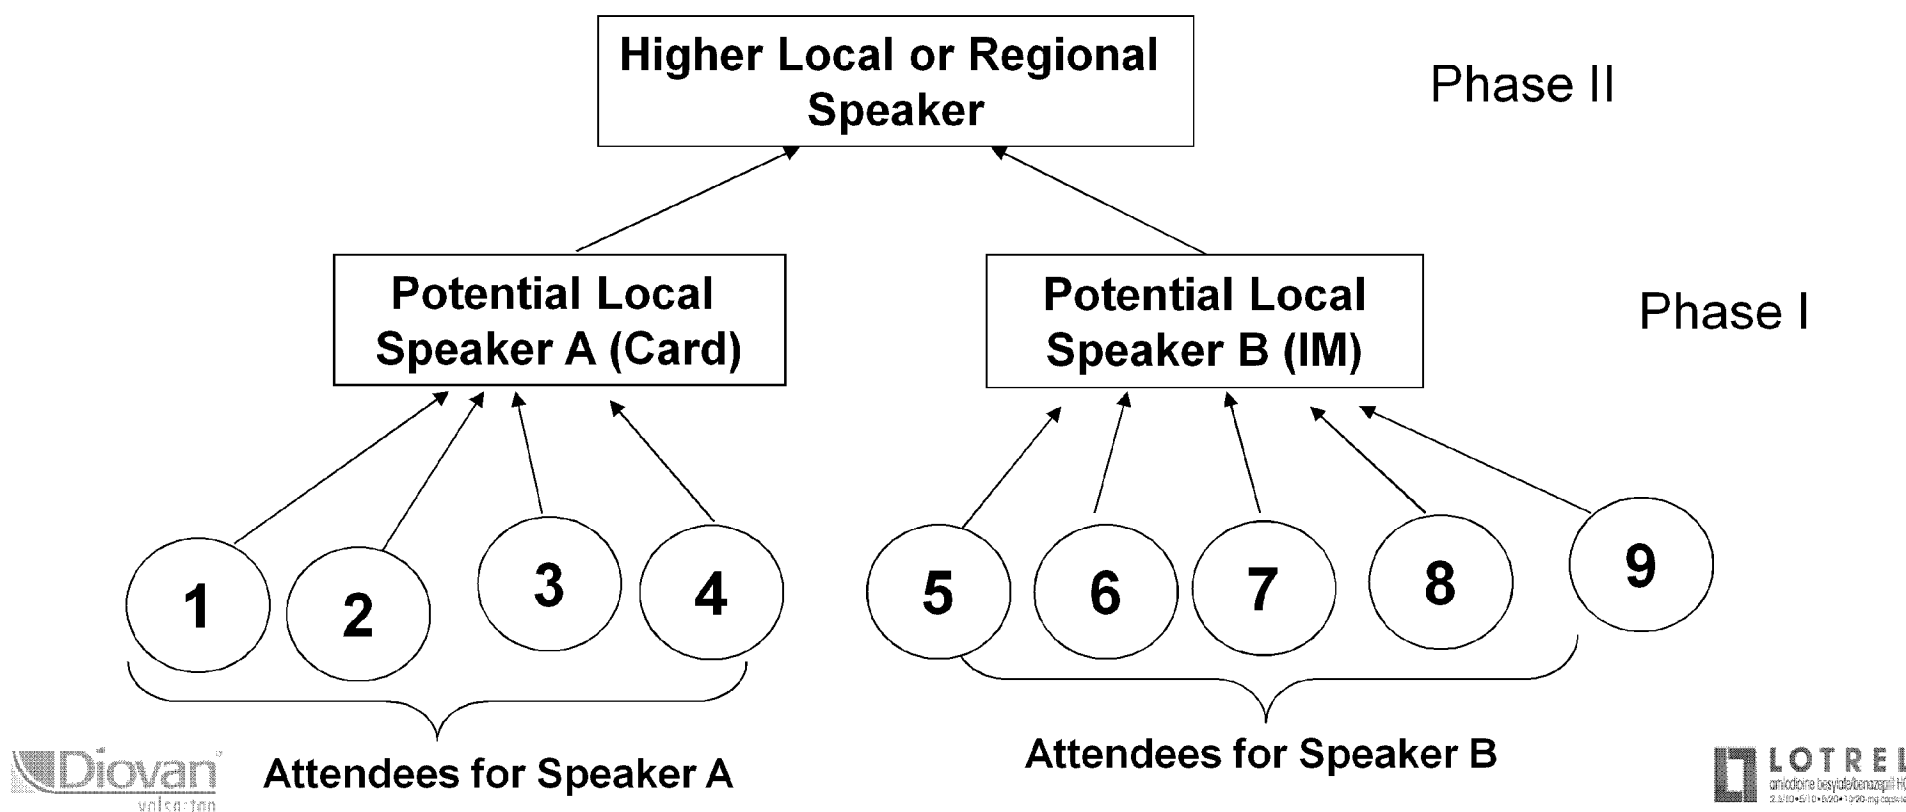 Higher Local or Regional
Speaker
Phase II
Potential Local
Speaker A (Card)
Potential Local
Speaker B (IM)
Phase I
1
2
3
4
5
6
7
8
9
Attendees for Speaker A
Attendees for Speaker B
Diovan
valsartan
LOTREL